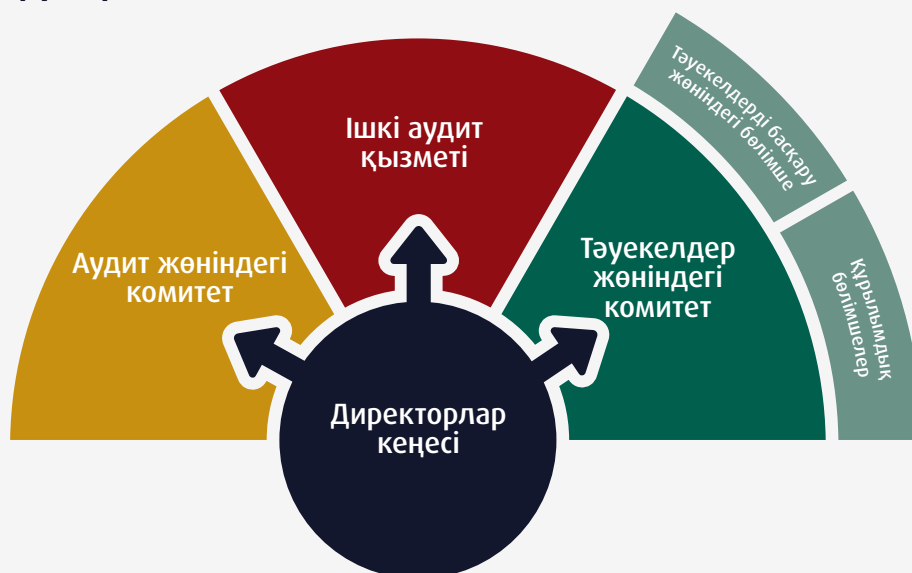 Аудит жөніндегі
комитет
Ішкі аудит
қызметі
Тәуекелдер
жөніндегі
комитет
Тәуекелдерді басқару
жөніндегі бөлімше
Құрылымдық
бөлімшелер
Директорлар
кеңесі